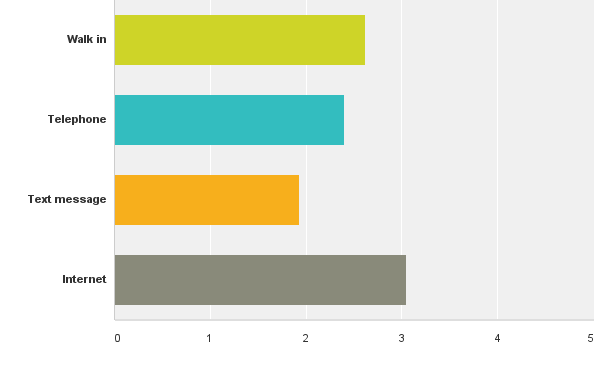 Walk in
Telephone
Text message
Internet
0 1 2 3 4 5